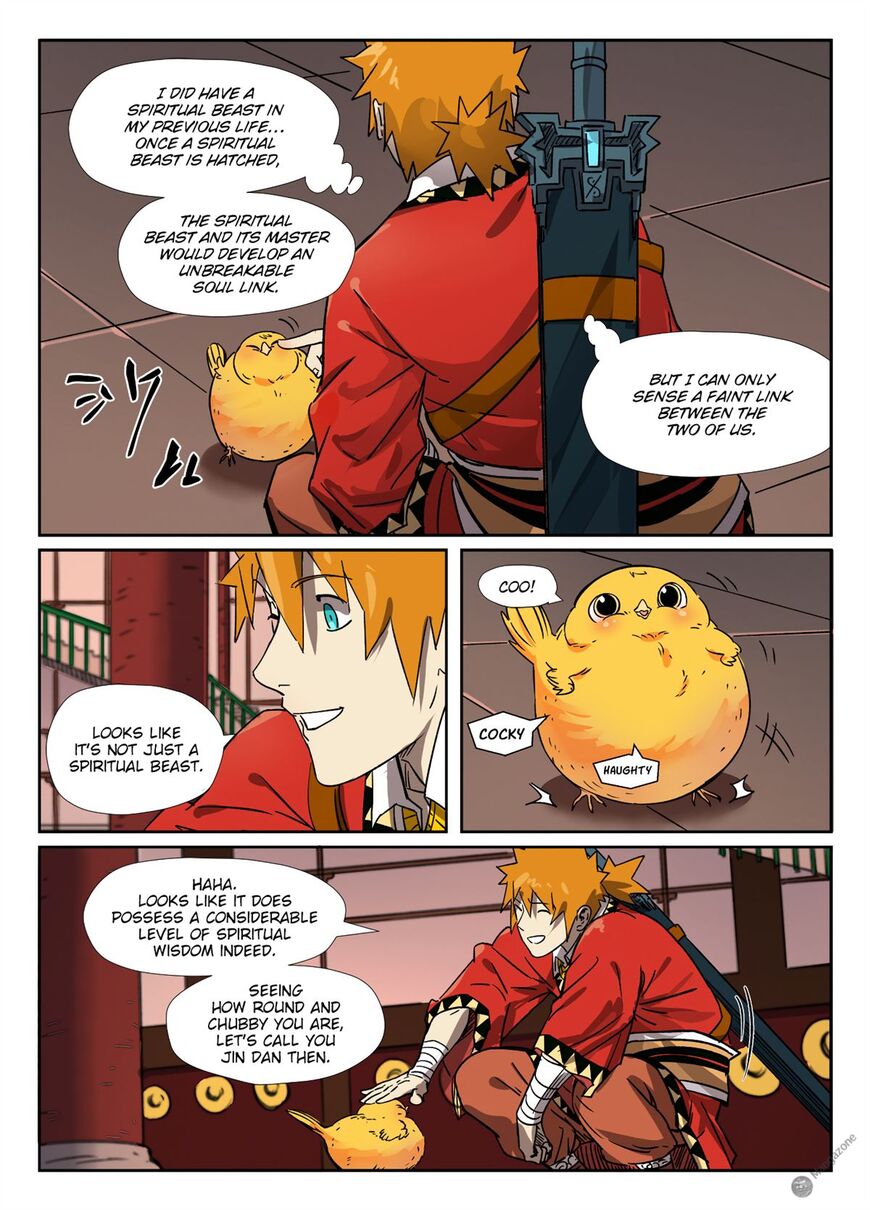 I DID HAVE A
SPIRITUAL BEAST IN
MY PREVIOUS LIFE...
ONCE A SPIRITUAL
BEAST IS HATCHED,
THE SPIRITUAL
BEAST AND ITS MASTER
WOULD DEVELOP AN
UNBREAKABLE
SOUL LINK.
BUT I CAN ONLY
SENSE A FAINT LINK
BETWEEN THE
TWO OF US.
LOOKS LIKE
IT'S NOT JUST A
SPIRITUAL BEAST.
COO!
COCKY
HAUGHTY
HAHA.
LOOKS LIKE IT DOES
POSSESS A CONSIDERABLE
LEVEL OF SPIRITUAL
WISDOM INDEED.
SEEING
HOW ROUND AND
CHUBBY YOU ARE,
LET'S CALL YOU
JIN DAN THEN.